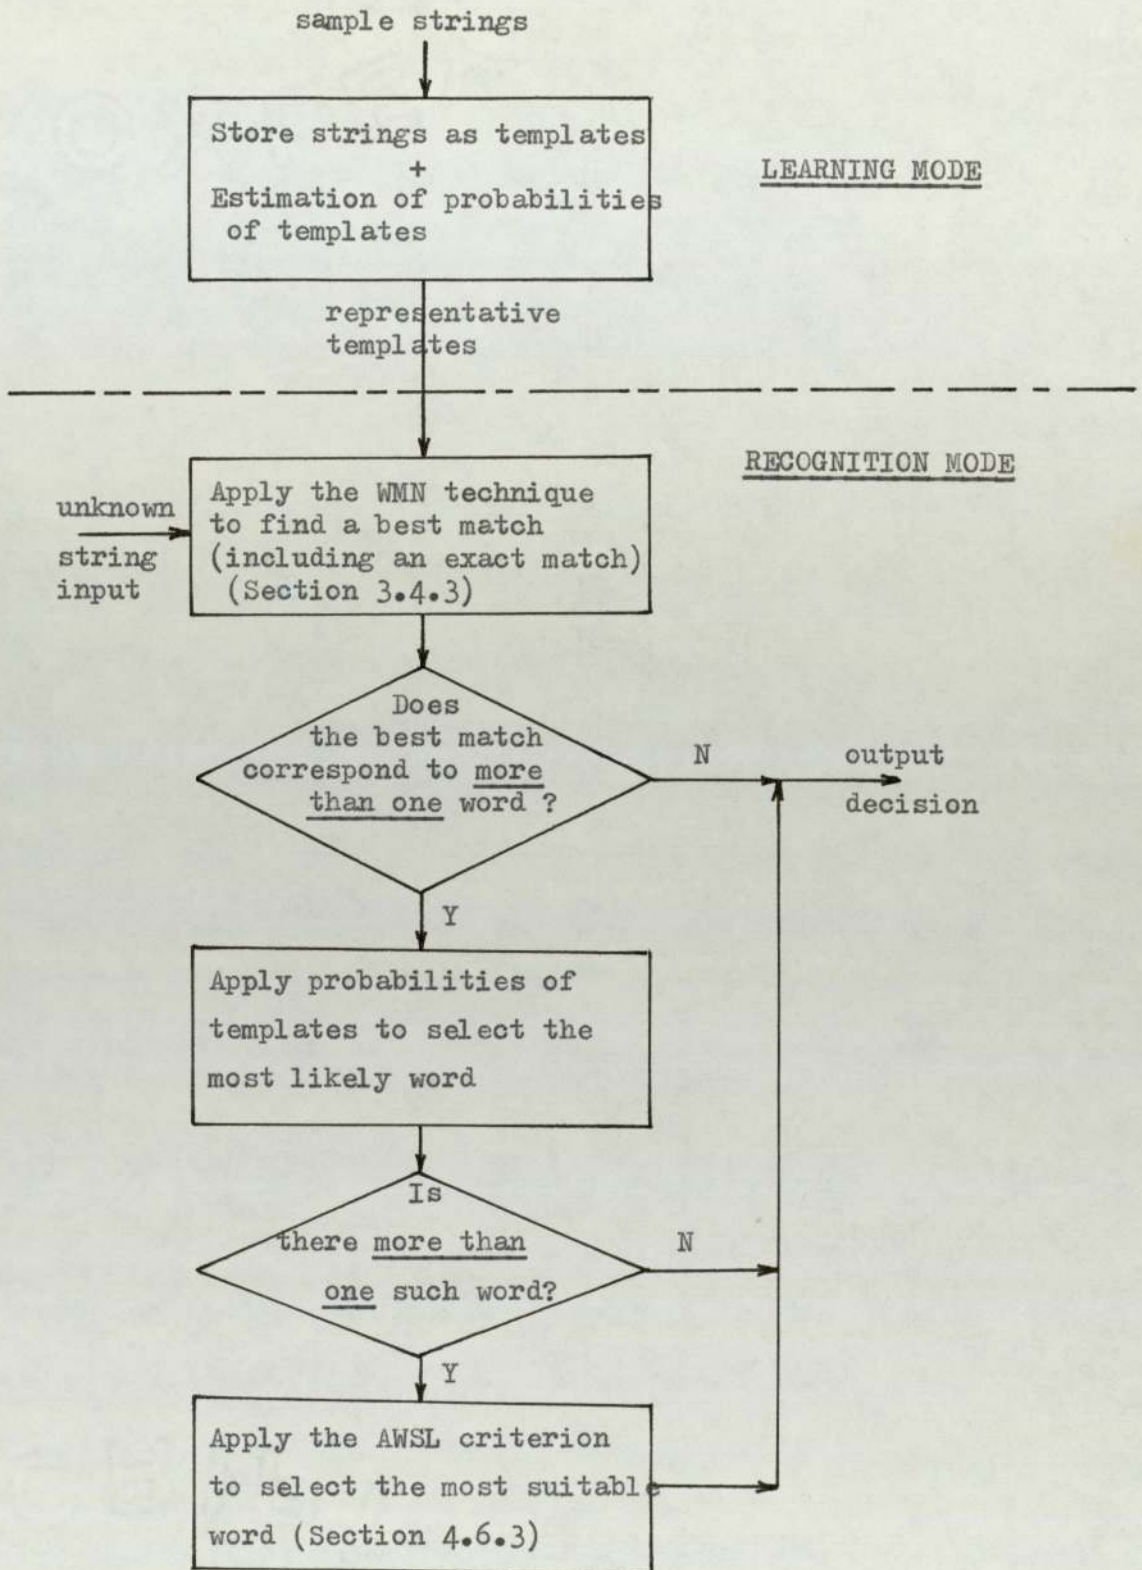 sample strings
Store strings as templates
+
Estimation of probabilities
of templates
LEARNING MODE
representative
templates
RECOGNITION MODE
unknown
string
input
Apply the WMN technique
to find a best match
(including an exact match)
(Section 3.4.3)
Does
the best match
correspond to more
than one word ?
N
output
decision
Y
Apply probabilities of
templates to select the
most likely word
Is
there more than
one such word?
N
Y
Apply the AWSL criterion
to select the most suitable
word (Section 4.6.3)